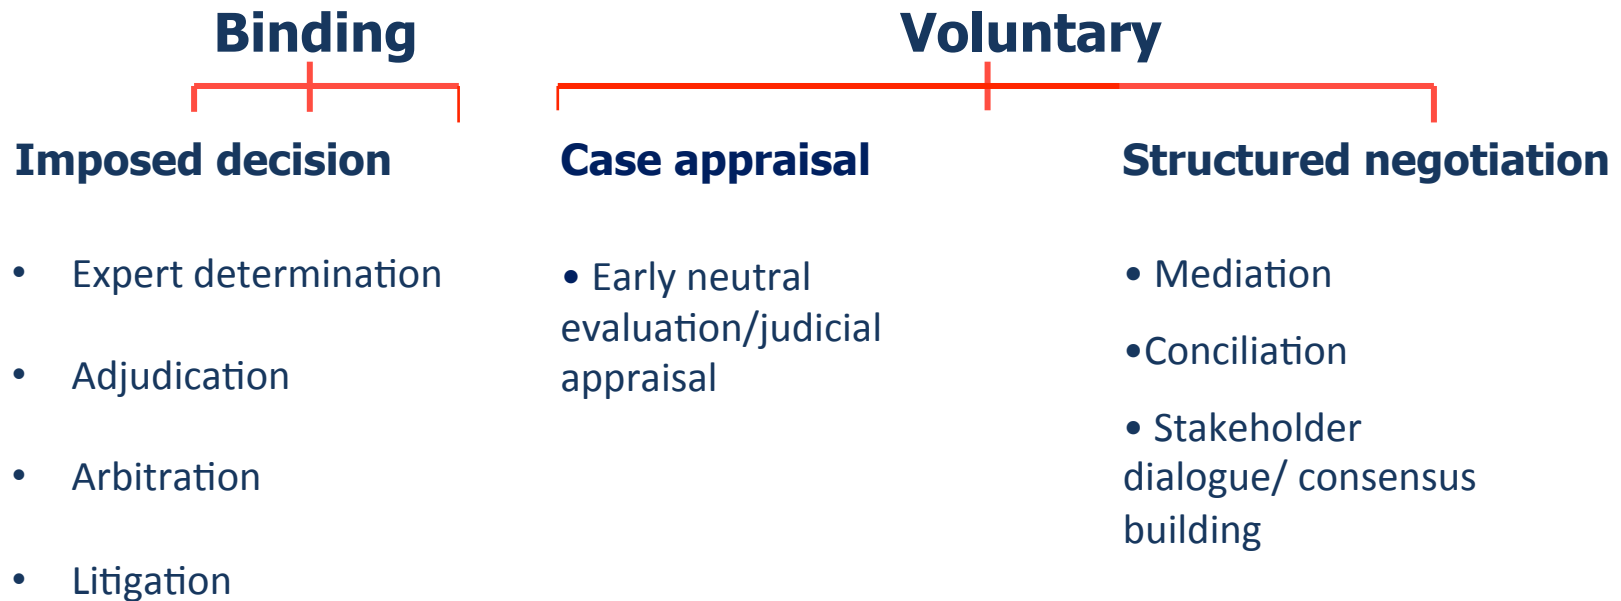 Binding
Voluntary
Imposed decision
• Expert determination
• Adjudication
• Arbitration
• Litigation
Case appraisal
• Early neutral
evaluation/judicial
appraisal
Structured negotiation
• Mediation
•Conciliation
• Stakeholder
dialogue/ consensus
building